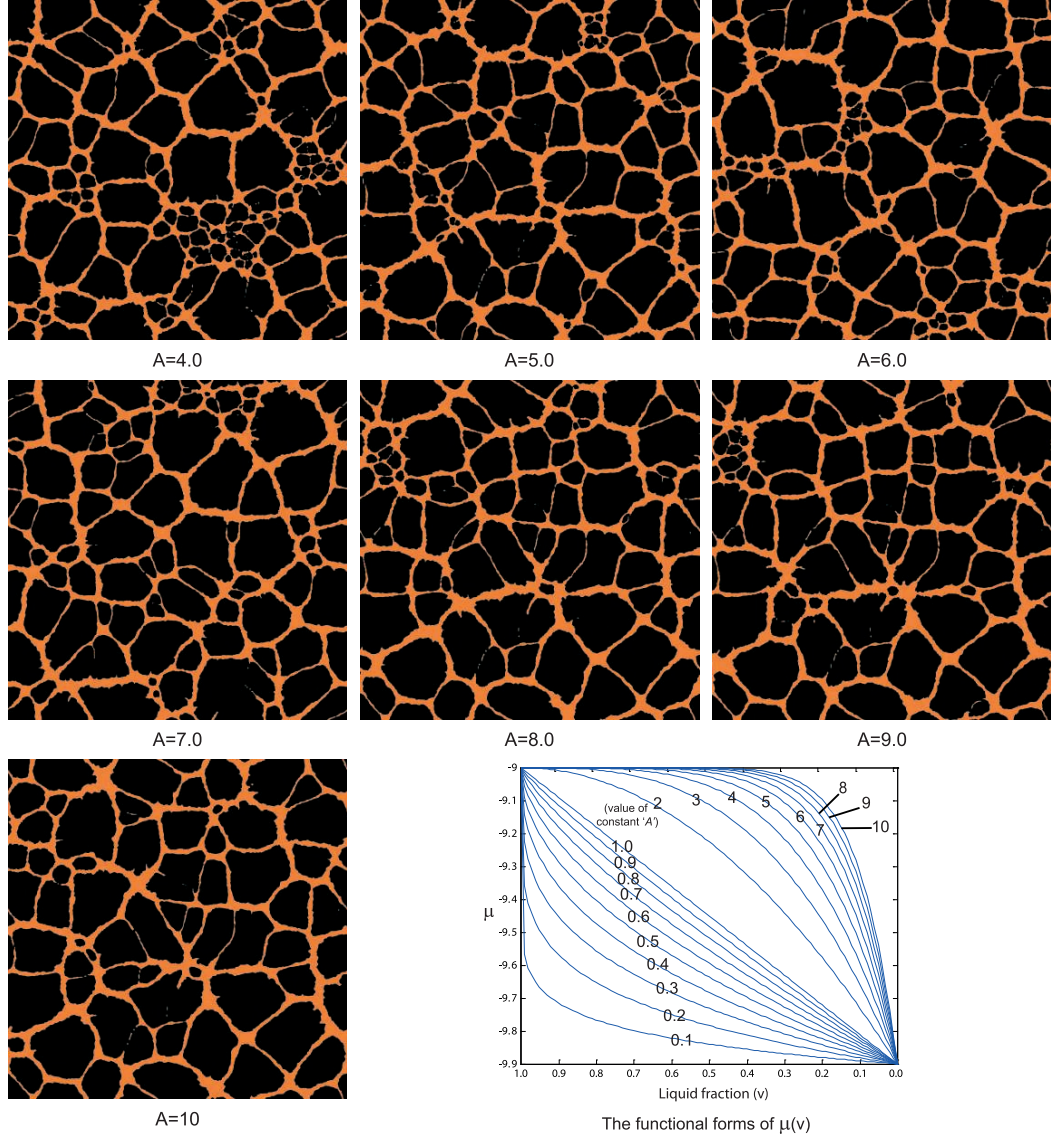 A=4.0
A=5.0
A=6.0
A=7.0
A=8.0
A=9.0
A=10
-9
-9.1
-9.2
-9.3
-9.4
-9.5
-9.6
-9.7
-9.8
-9.9
μ
(value of
constant ‘A’)
2
3
4
5
6
7
8
9
10
1.0
0.9
0.8
0.7
0.6
0.5
0.4
0.3
0.2
0.1
1.0 0.9 0.8 0.7 0.6 0.5 0.4 0.3 0.2 0.1 0.0
Liquid fraction (v)
The functional forms of μ(v)